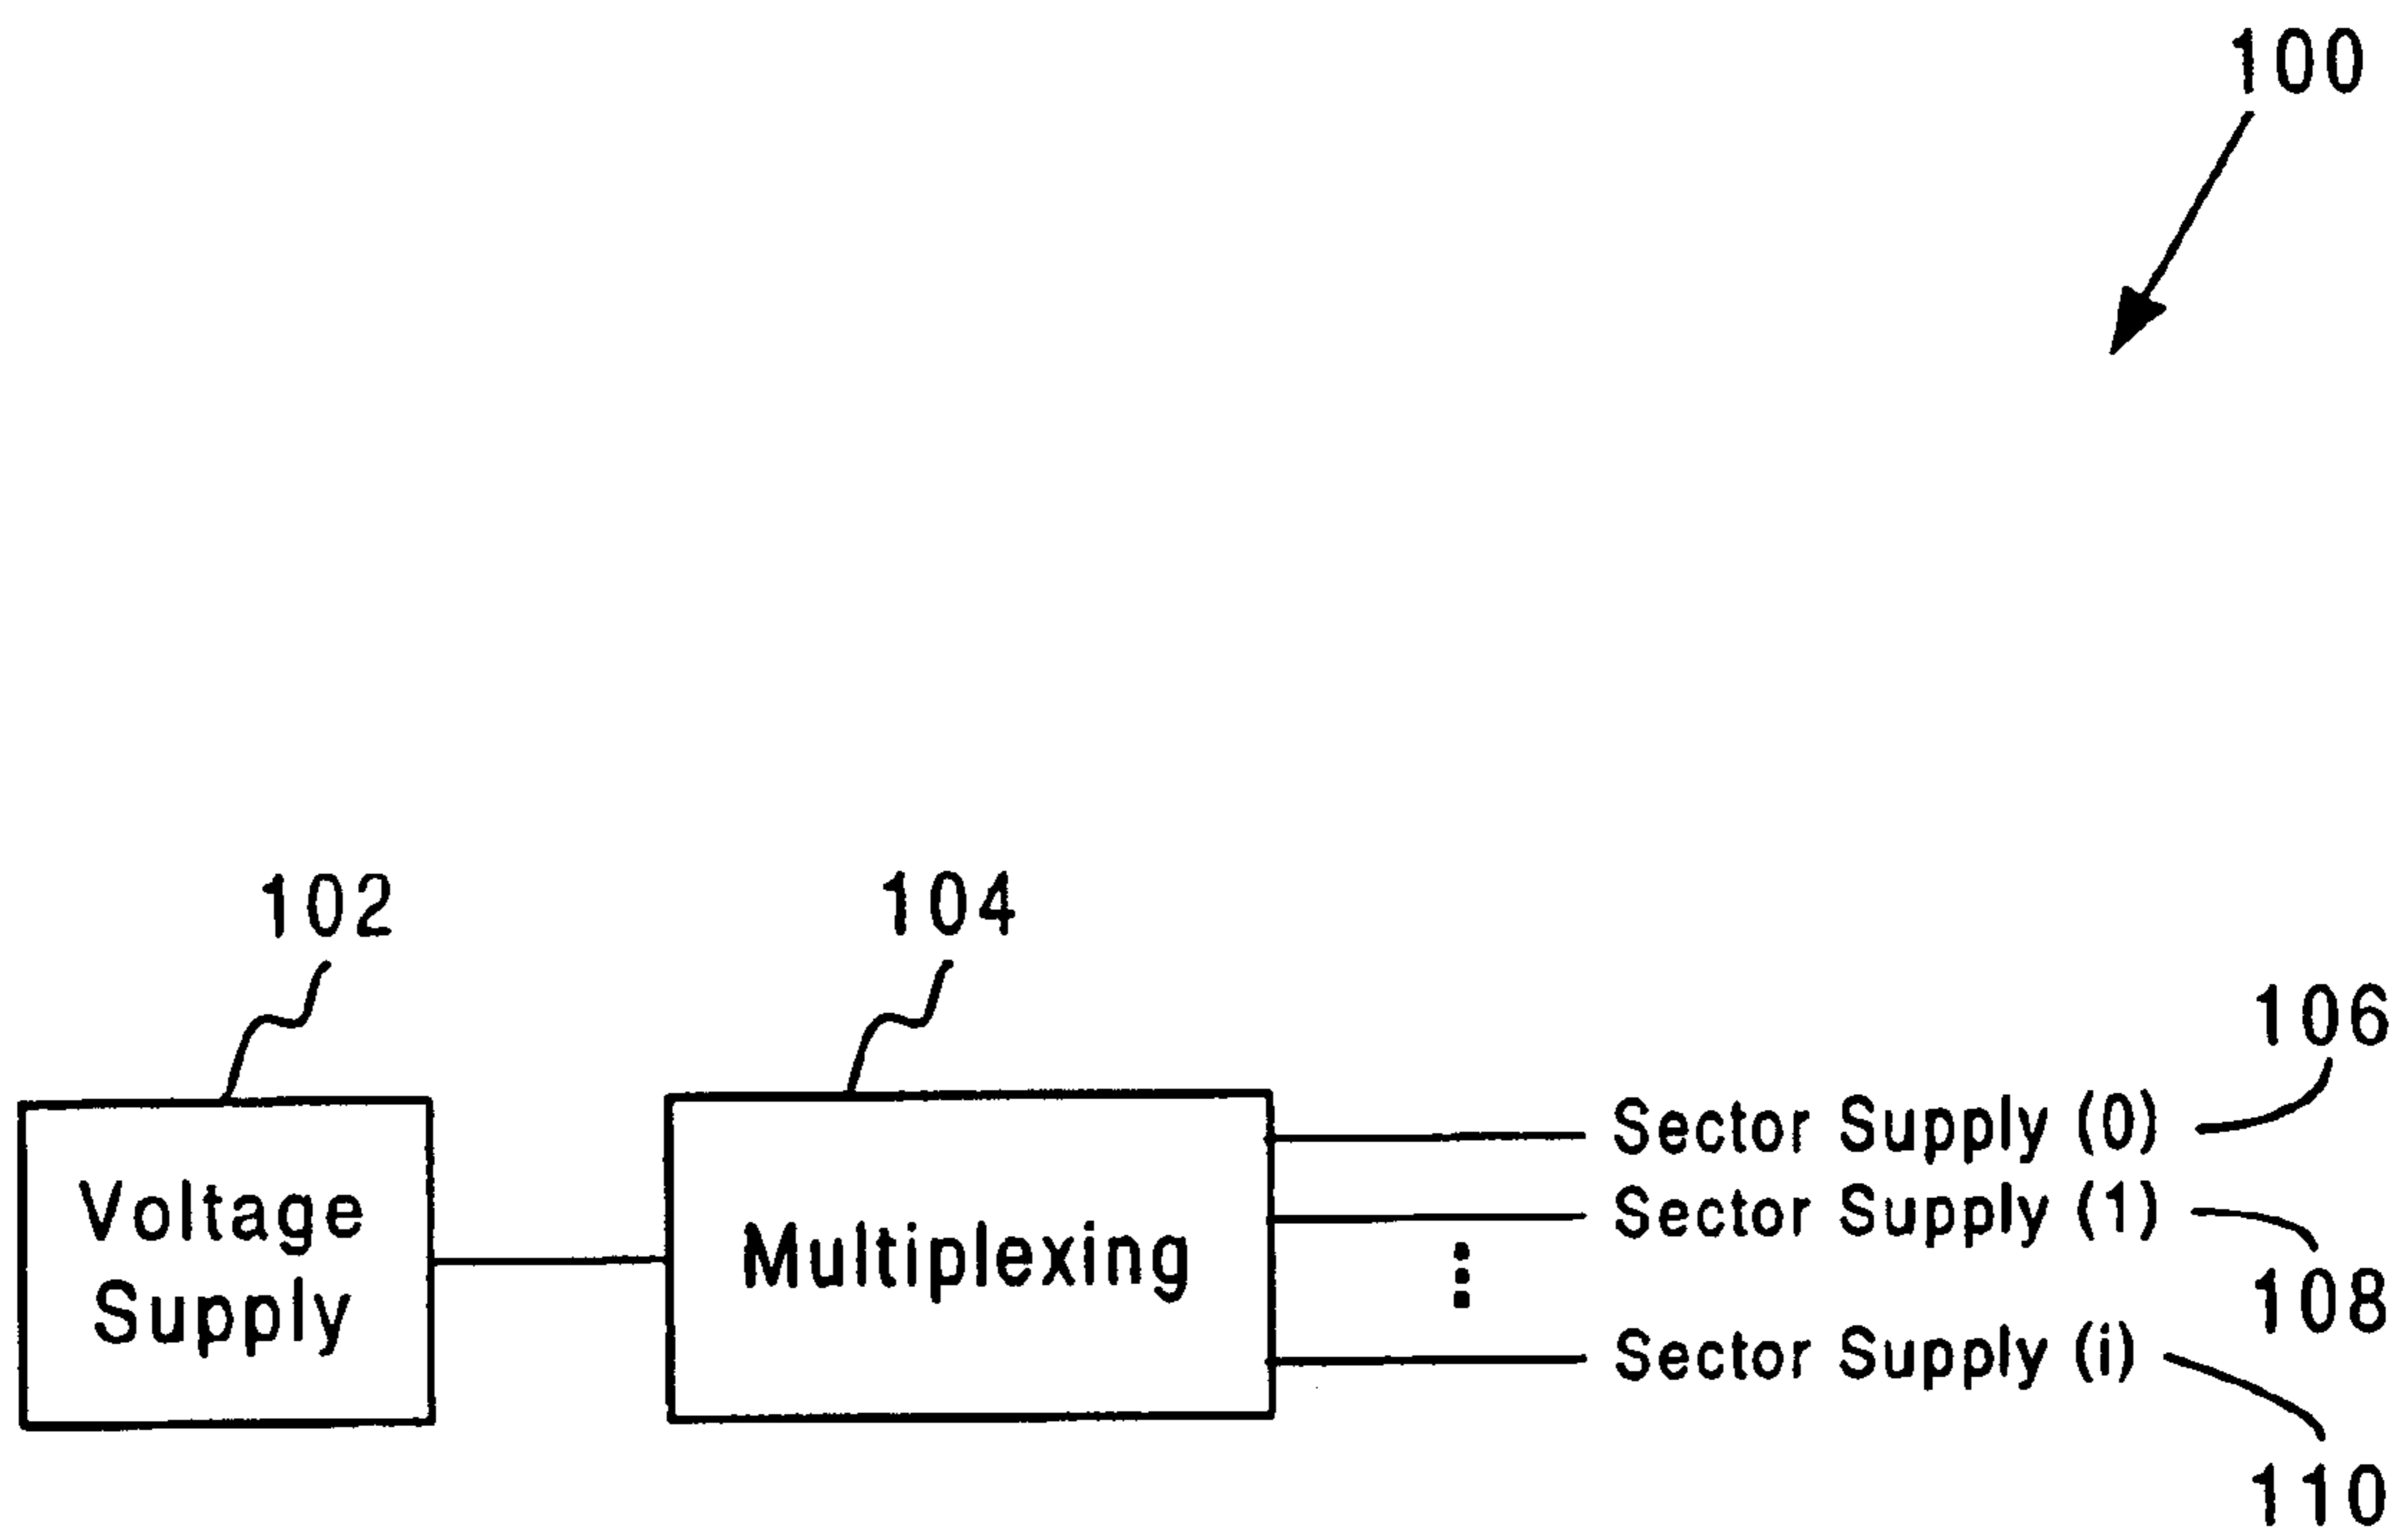 100
102
104
106
Voltage
Supply
Multiplexing
Sector Supply (0)
Sector Supply (1)
108
Sector Supply (i)
110